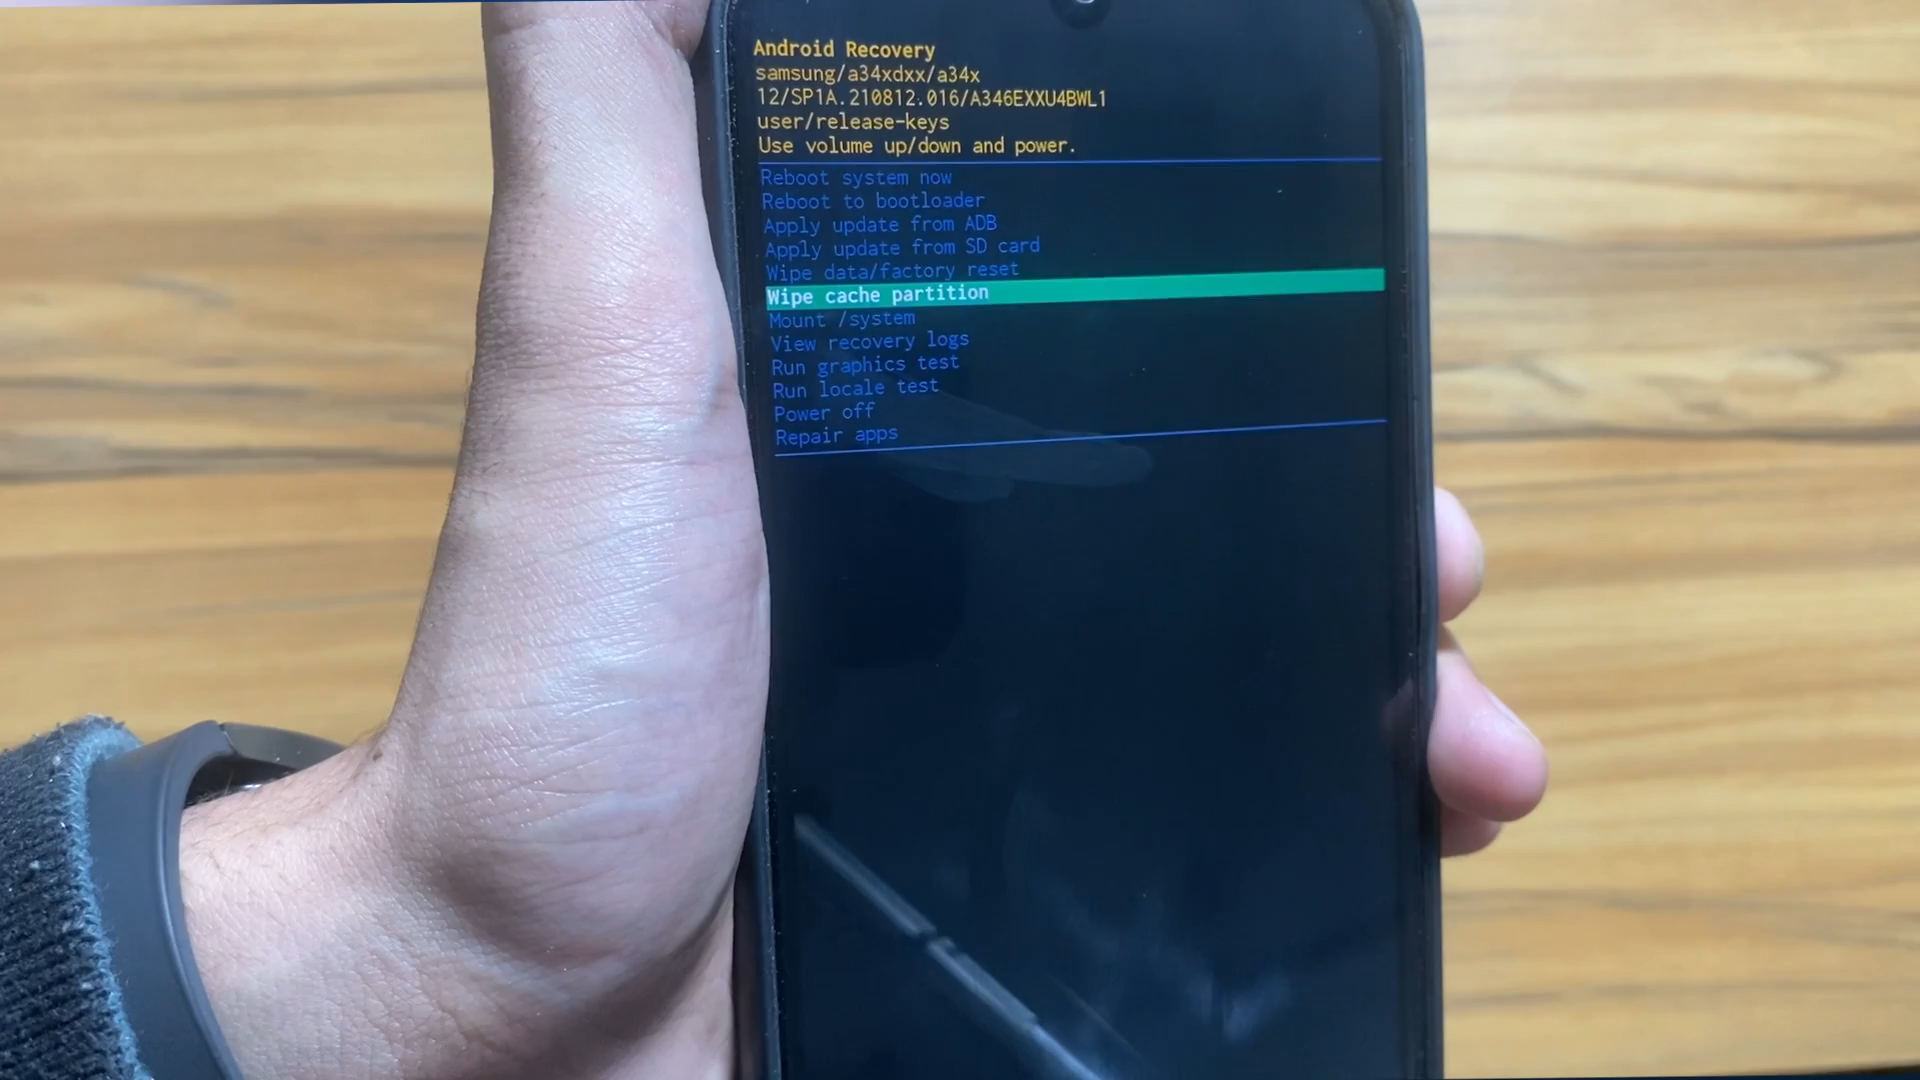 Android Recovery
samsung/a34xdxx/a34x
12/SP1A.210812.016/A346EXXU4BWL1
user/release-keys
Use volume up/down and power.
Reboot system now
Reboot to bootloader
Apply update from ADB
Apply update from SD card
Wipe data/factory reset
Wipe cache partition
Mount /system
View recovery logs
Run graphics test
Run locale test
Power off
Repair apps